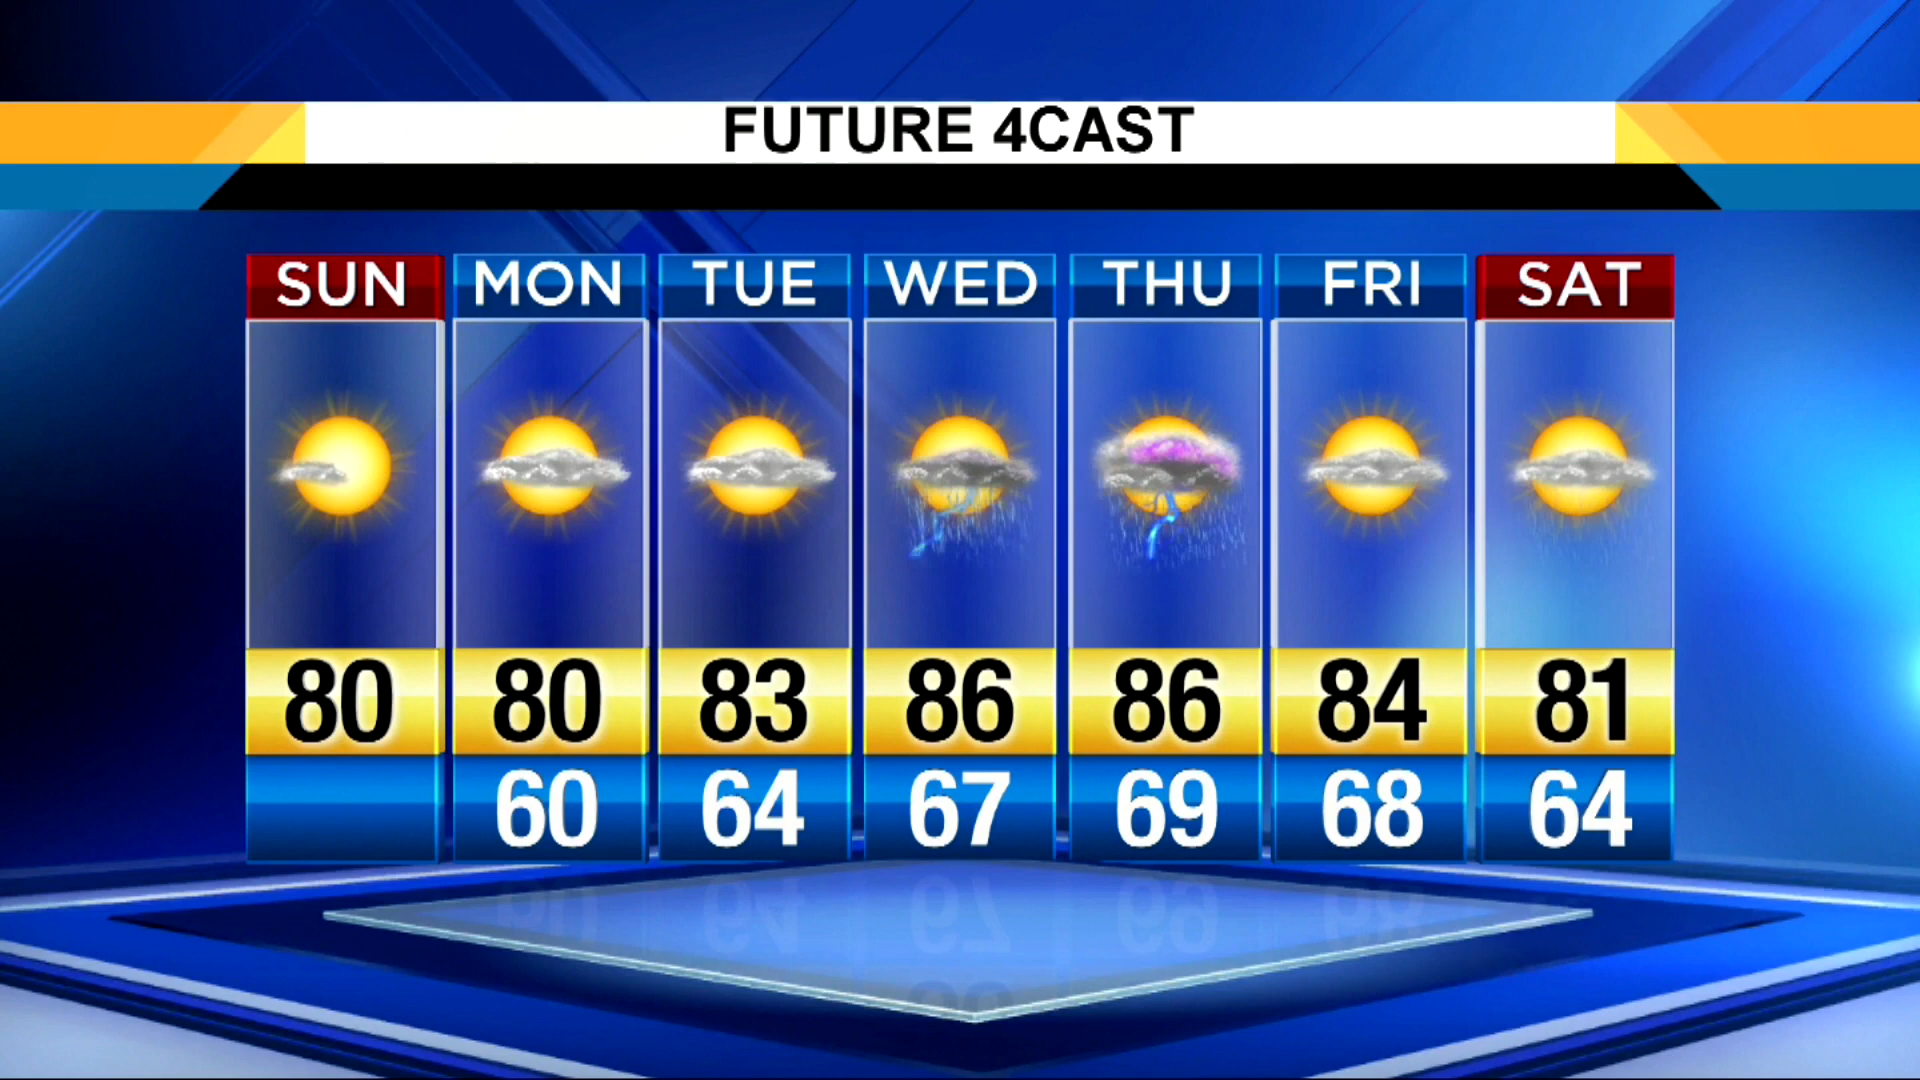 FUTURE 4CAST
SUN MON TUE WED THU FRI SAT
80 80 83 86 86 84 81
60 64 67 69 68 64